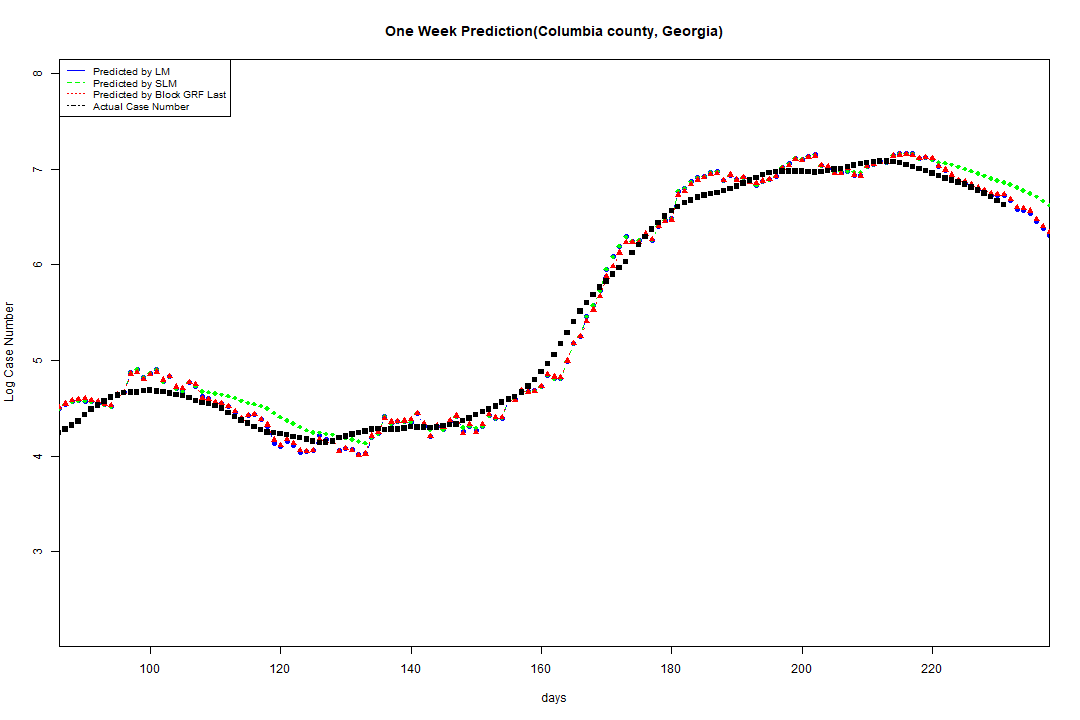 One Week Prediction(Columbia county, Georgia)
Predicted by LM
Predicted by SLM
Predicted by Block GRF Last
Actual Case Number
8
7
6
5
4
3
Log Case Number
100 120 140 160 180 200 220
days